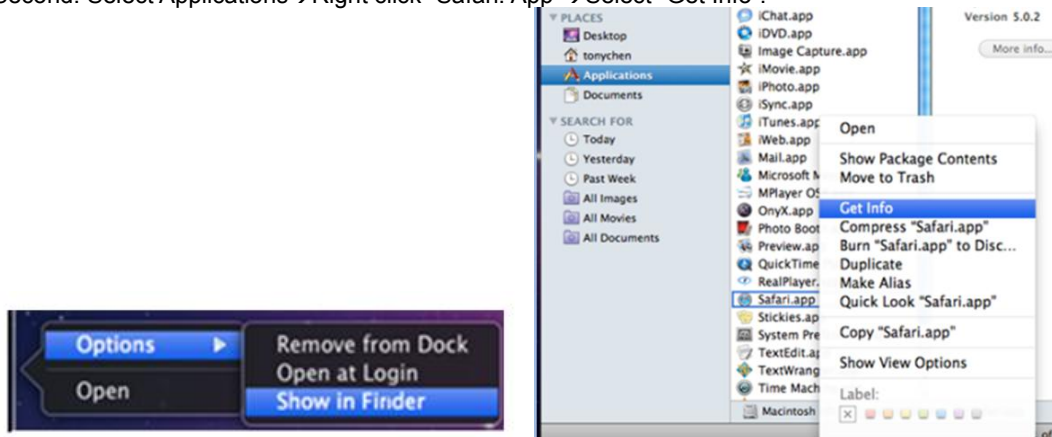 Second: Select Applications→Right click "Safari. App"→Select "Get Info".
Options
Open
Remove from Dock
Open at Login
Show in Finder
PLACES
Desktop
tonychen
Applications
Documents
SEARCH FOR
Today
Yesterday
Past Week
All Images
All Movies
All Documents
iChat.app
iDVD.app
Image Capture.app
iMovie.app
iPhoto.app
iSync.app
iTunes.app
iWeb.app
Mail.app
Microsoft M
MPlayer OS
OnyX.app
Photo Boot
Preview.ap
QuickTime
RealPlayer.
Safari.app
Stickies.ap
System Pre
TextEdit.ap
TextWrang
Time Mach
Macintosh
Open
Show Package Contents
Move to Trash
Get Info
Compress "Safari.app"
Burn "Safari.app" to Disc...
Duplicate
Make Alias
Quick Look "Safari.app"
Copy "Safari.app"
Show View Options
Label:
Version 5.0.2
More info...
of